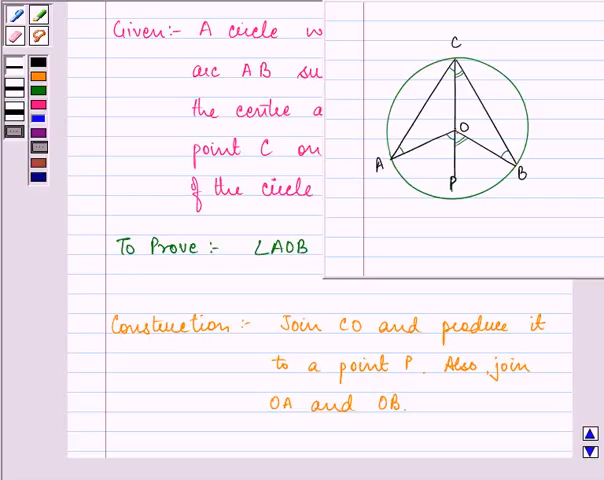 Given:- A circle w
arc AB su
the centre a
point C on
of the circle
To Prove :- ∠AOB
Construction :- Join CO and produce it
to a point P. Also, join
OA and OB.
C
O
A
B
P